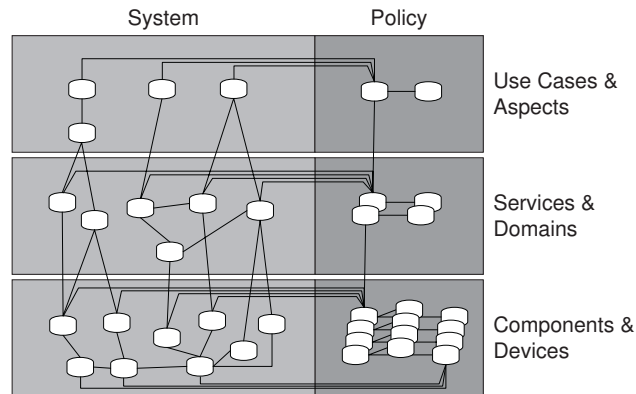 System
Policy
Use Cases &
Aspects
Services &
Domains
Components &
Devices